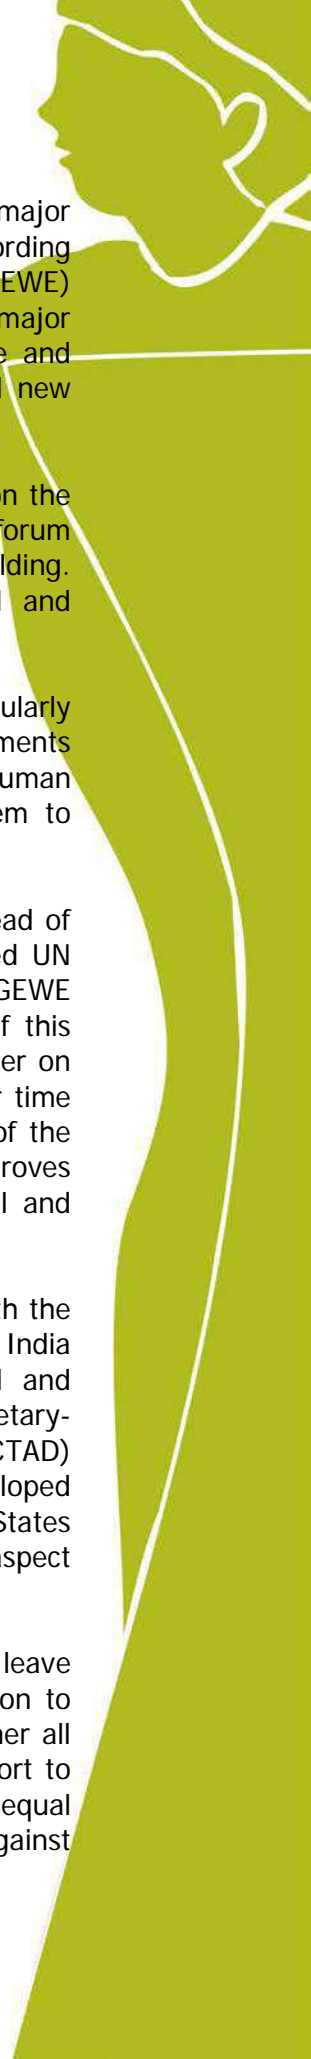 major
ording
EWE)
major
e and
new
on the
forum
lding.
and
ularly
ments
uman
em to
ead of
ed UN
GEWE
f this
er on
time
of the
roves
l and
th the
India
and
etary-
CTAD)
loped
States
aspect
leave
on to
her all
ort to
equal
gainst